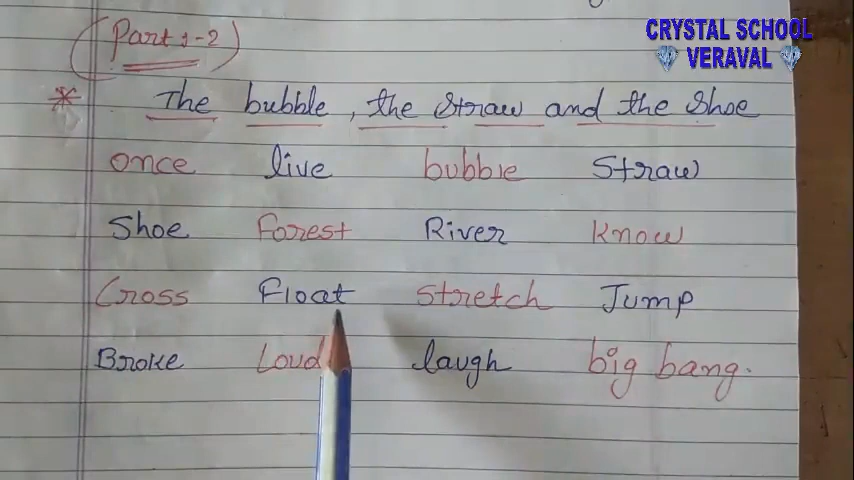 CRYSTAL SCHOOL
VERAVAL
(Part :-2)
* The bubble, the straw and the Shoe
once live bubble Straw
Shoe Forest River Know
Cross Float Stretch Jump
Broke Loud laugh big bang.